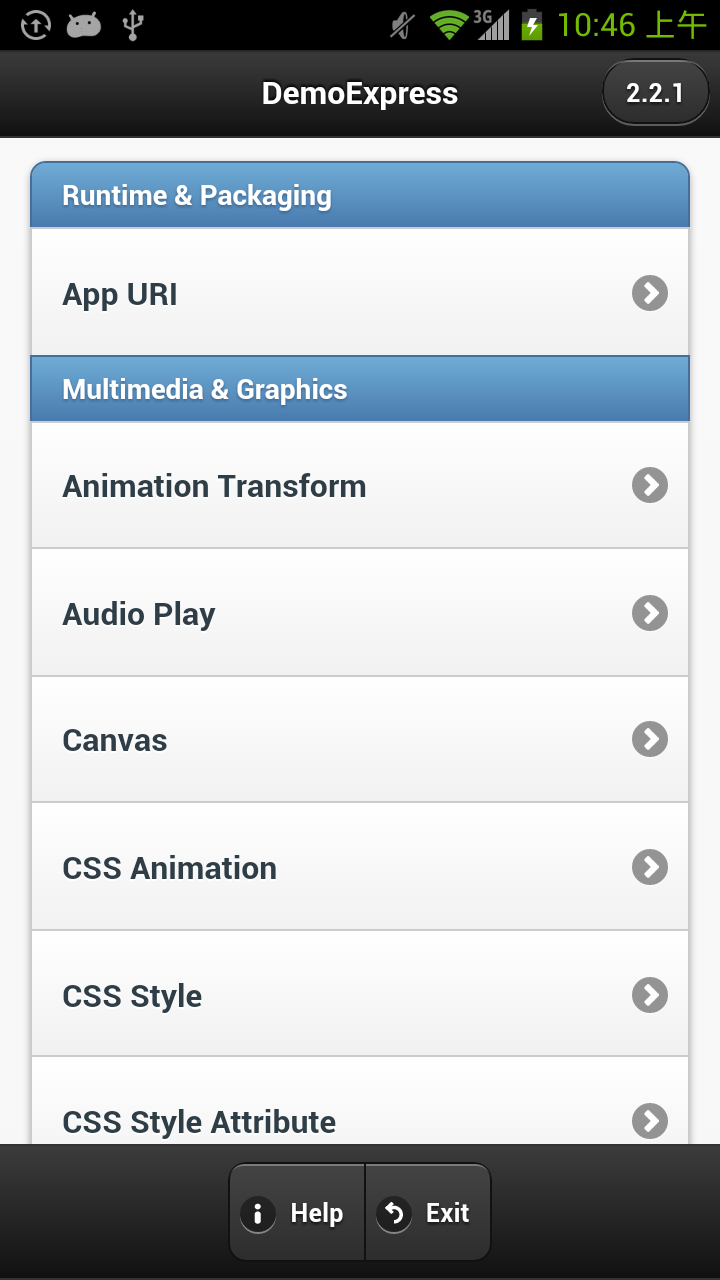 3G 10:46 上午
DemoExpress
2.2.1
Runtime & Packaging
App URI
Multimedia & Graphics
Animation Transform
Audio Play
Canvas
CSS Animation
CSS Style
CSS Style Attribute
Help
Exit